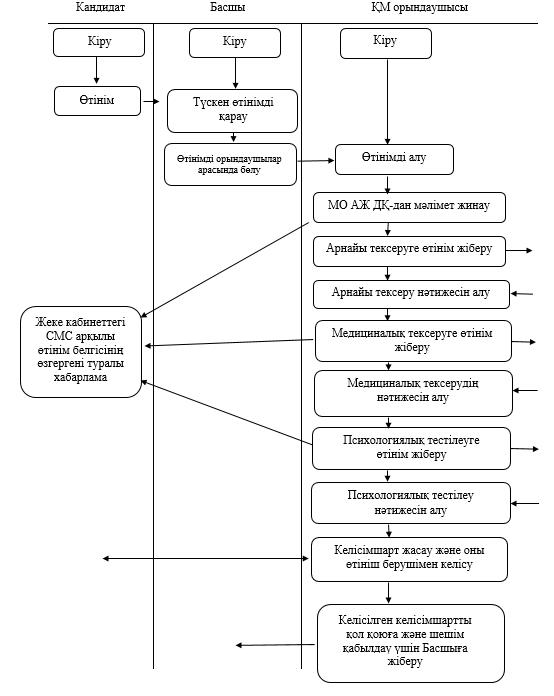 Кандидат
Басшы
ҚМ орындаушысы
Кіру
Кіру
Кіру
Өтінім
Түскен өтінімді
қарау
Өтінімді орындаушылар
арасында бөлу
Өтінімді алу
МО АЖ ДҚ-дан мәлімет жинау
Арнайы тексеруге өтінім жіберу
Арнайы тексеру нәтижесін алу
Жеке кабинеттегі
СМС арқылы
өтінім белгісінің
өзгергені туралы
хабарлама
Медициналық тексеруге өтінім
жіберу
Медициналық тексерудің
нәтижесін алу
Психологиялық тестілеуге
өтінім жіберу
Психологиялық тестілеу
нәтижесін алу
Келісімшарт жасау және оны
өтініш берушімен келісу
Келісілген келісімшартты
қол қоюға және шешім
қабылдау үшін Басшыға
жіберу